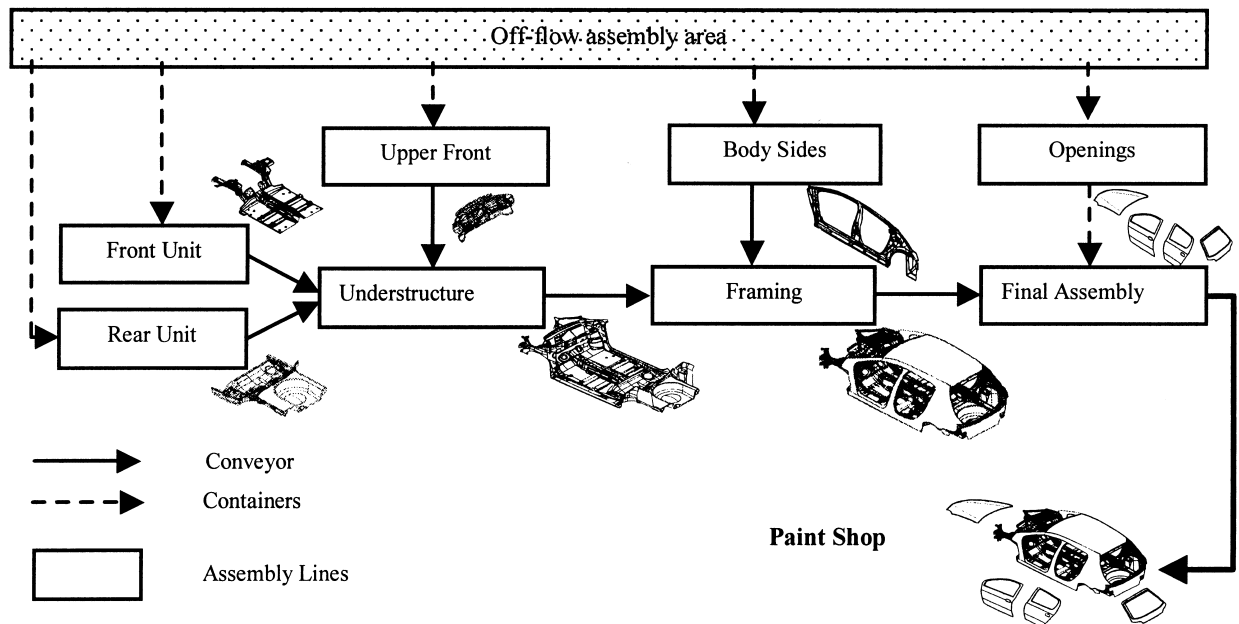 Off-flow assembly area
Upper Front
Body Sides
Openings
Front Unit
Understructure
Framing
Final Assembly
Rear Unit
Conveyor
Containers
Paint Shop
Assembly Lines